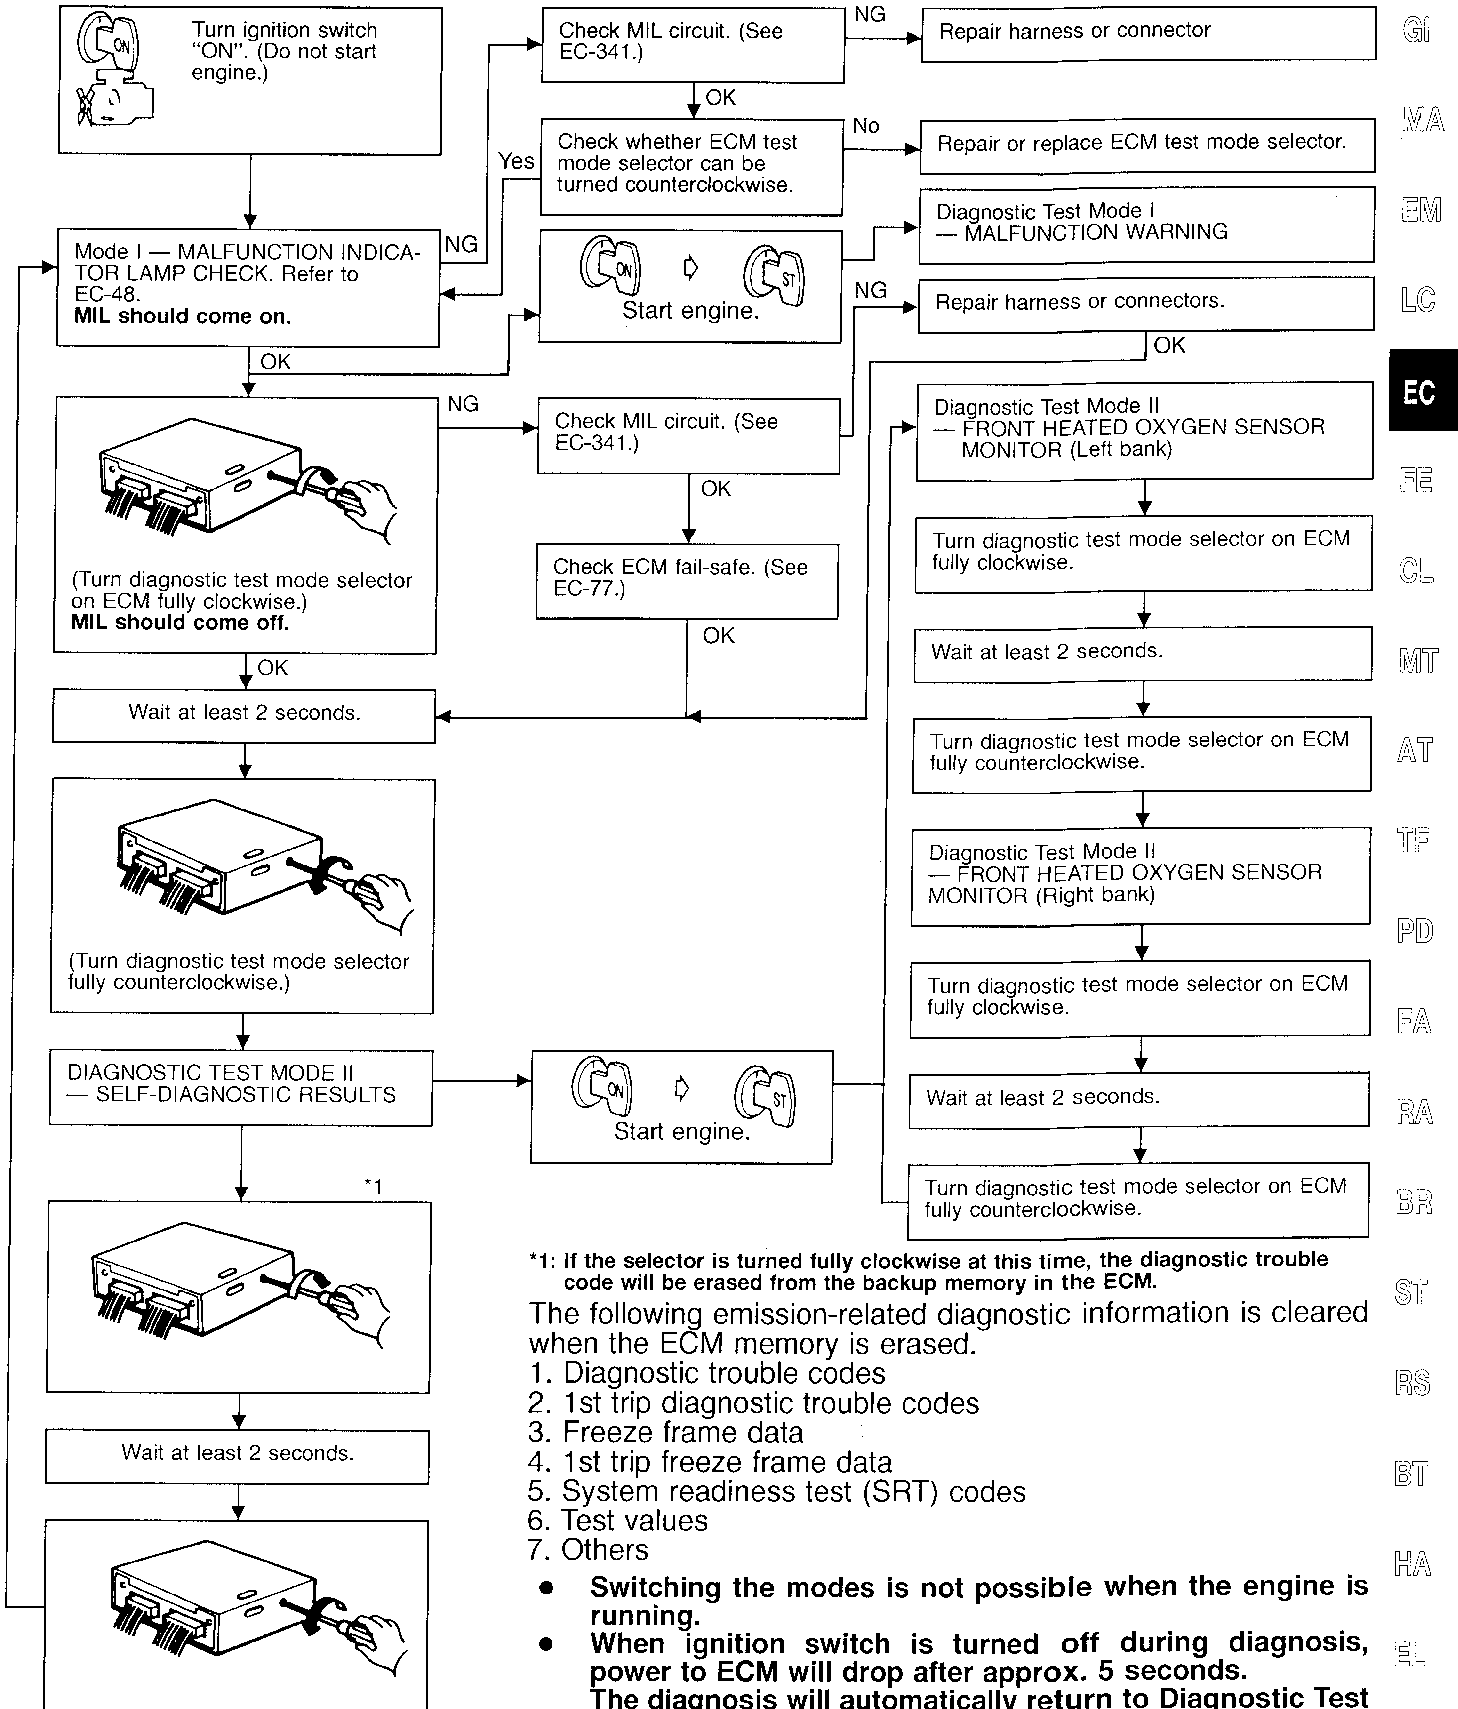 Turn ignition switch
"ON". (Do not start
engine.)
ON
Check MIL circuit. (See
EC-341.)
NG
Repair harness or connector
OK
Check whether ECM test
mode selector can be
turned counterclockwise.
No
Yes
Repair or replace ECM test mode selector.
Mode I — MALFUNCTION INDICA-
TOR LAMP CHECK. Refer to
EC-48.
MIL should come on.
NG
OK
ON
ST
Start engine.
Diagnostic Test Mode I
— MALFUNCTION WARNING
NG
Repair harness or connectors.
OK
(Turn diagnostic test mode selector
on ECM fully clockwise.)
MIL should come off.
NG
OK
Check MIL circuit. (See
EC-341.)
OK
Check ECM fail-safe. (See
EC-77.)
OK
Wait at least 2 seconds.
(Turn diagnostic test mode selector
fully counterclockwise.)
DIAGNOSTIC TEST MODE II
— SELF-DIAGNOSTIC RESULTS
ON
ST
Start engine.
*1
Wait at least 2 seconds.
Diagnostic Test Mode II
— FRONT HEATED OXYGEN SENSOR
MONITOR (Left bank)
Turn diagnostic test mode selector on ECM
fully clockwise.
Wait at least 2 seconds.
Turn diagnostic test mode selector on ECM
fully counterclockwise.
Diagnostic Test Mode II
— FRONT HEATED OXYGEN SENSOR
MONITOR (Right bank)
Turn diagnostic test mode selector on ECM
fully clockwise.
Wait at least 2 seconds.
Turn diagnostic test mode selector on ECM
fully counterclockwise.
*1: If the selector is turned fully clockwise at this time, the diagnostic trouble
code will be erased from the backup memory in the ECM.
The following emission-related diagnostic information is cleared
when the ECM memory is erased.
1. Diagnostic trouble codes
2. 1st trip diagnostic trouble codes
3. Freeze frame data
4. 1st trip freeze frame data
5. System readiness test (SRT) codes
6. Test values
7. Others
● Switching the modes is not possible when the engine is
running.
● When ignition switch is turned off during diagnosis,
power to ECM will drop after approx. 5 seconds.
The diagnosis will automatically return to Diagnostic Test
GI
MA
EM
LC
EC
FE
CL
MT
AT
TF
PD
FA
RA
BR
ST
RS
BT
HA
EL